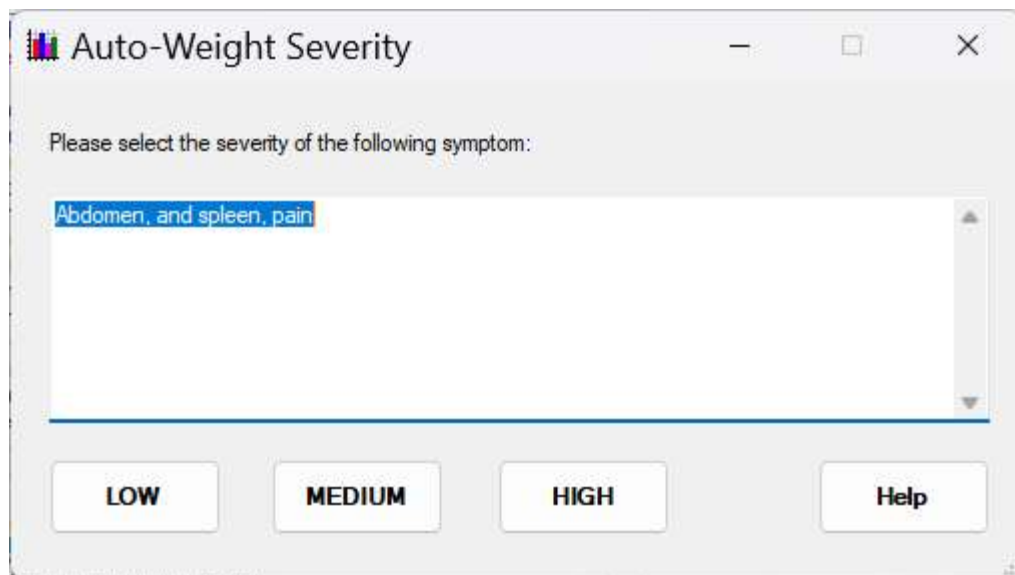 Auto-Weight Severity
Please select the severity of the following symptom:
Abdomen, and spleen, pain
LOW MEDIUM HIGH Help